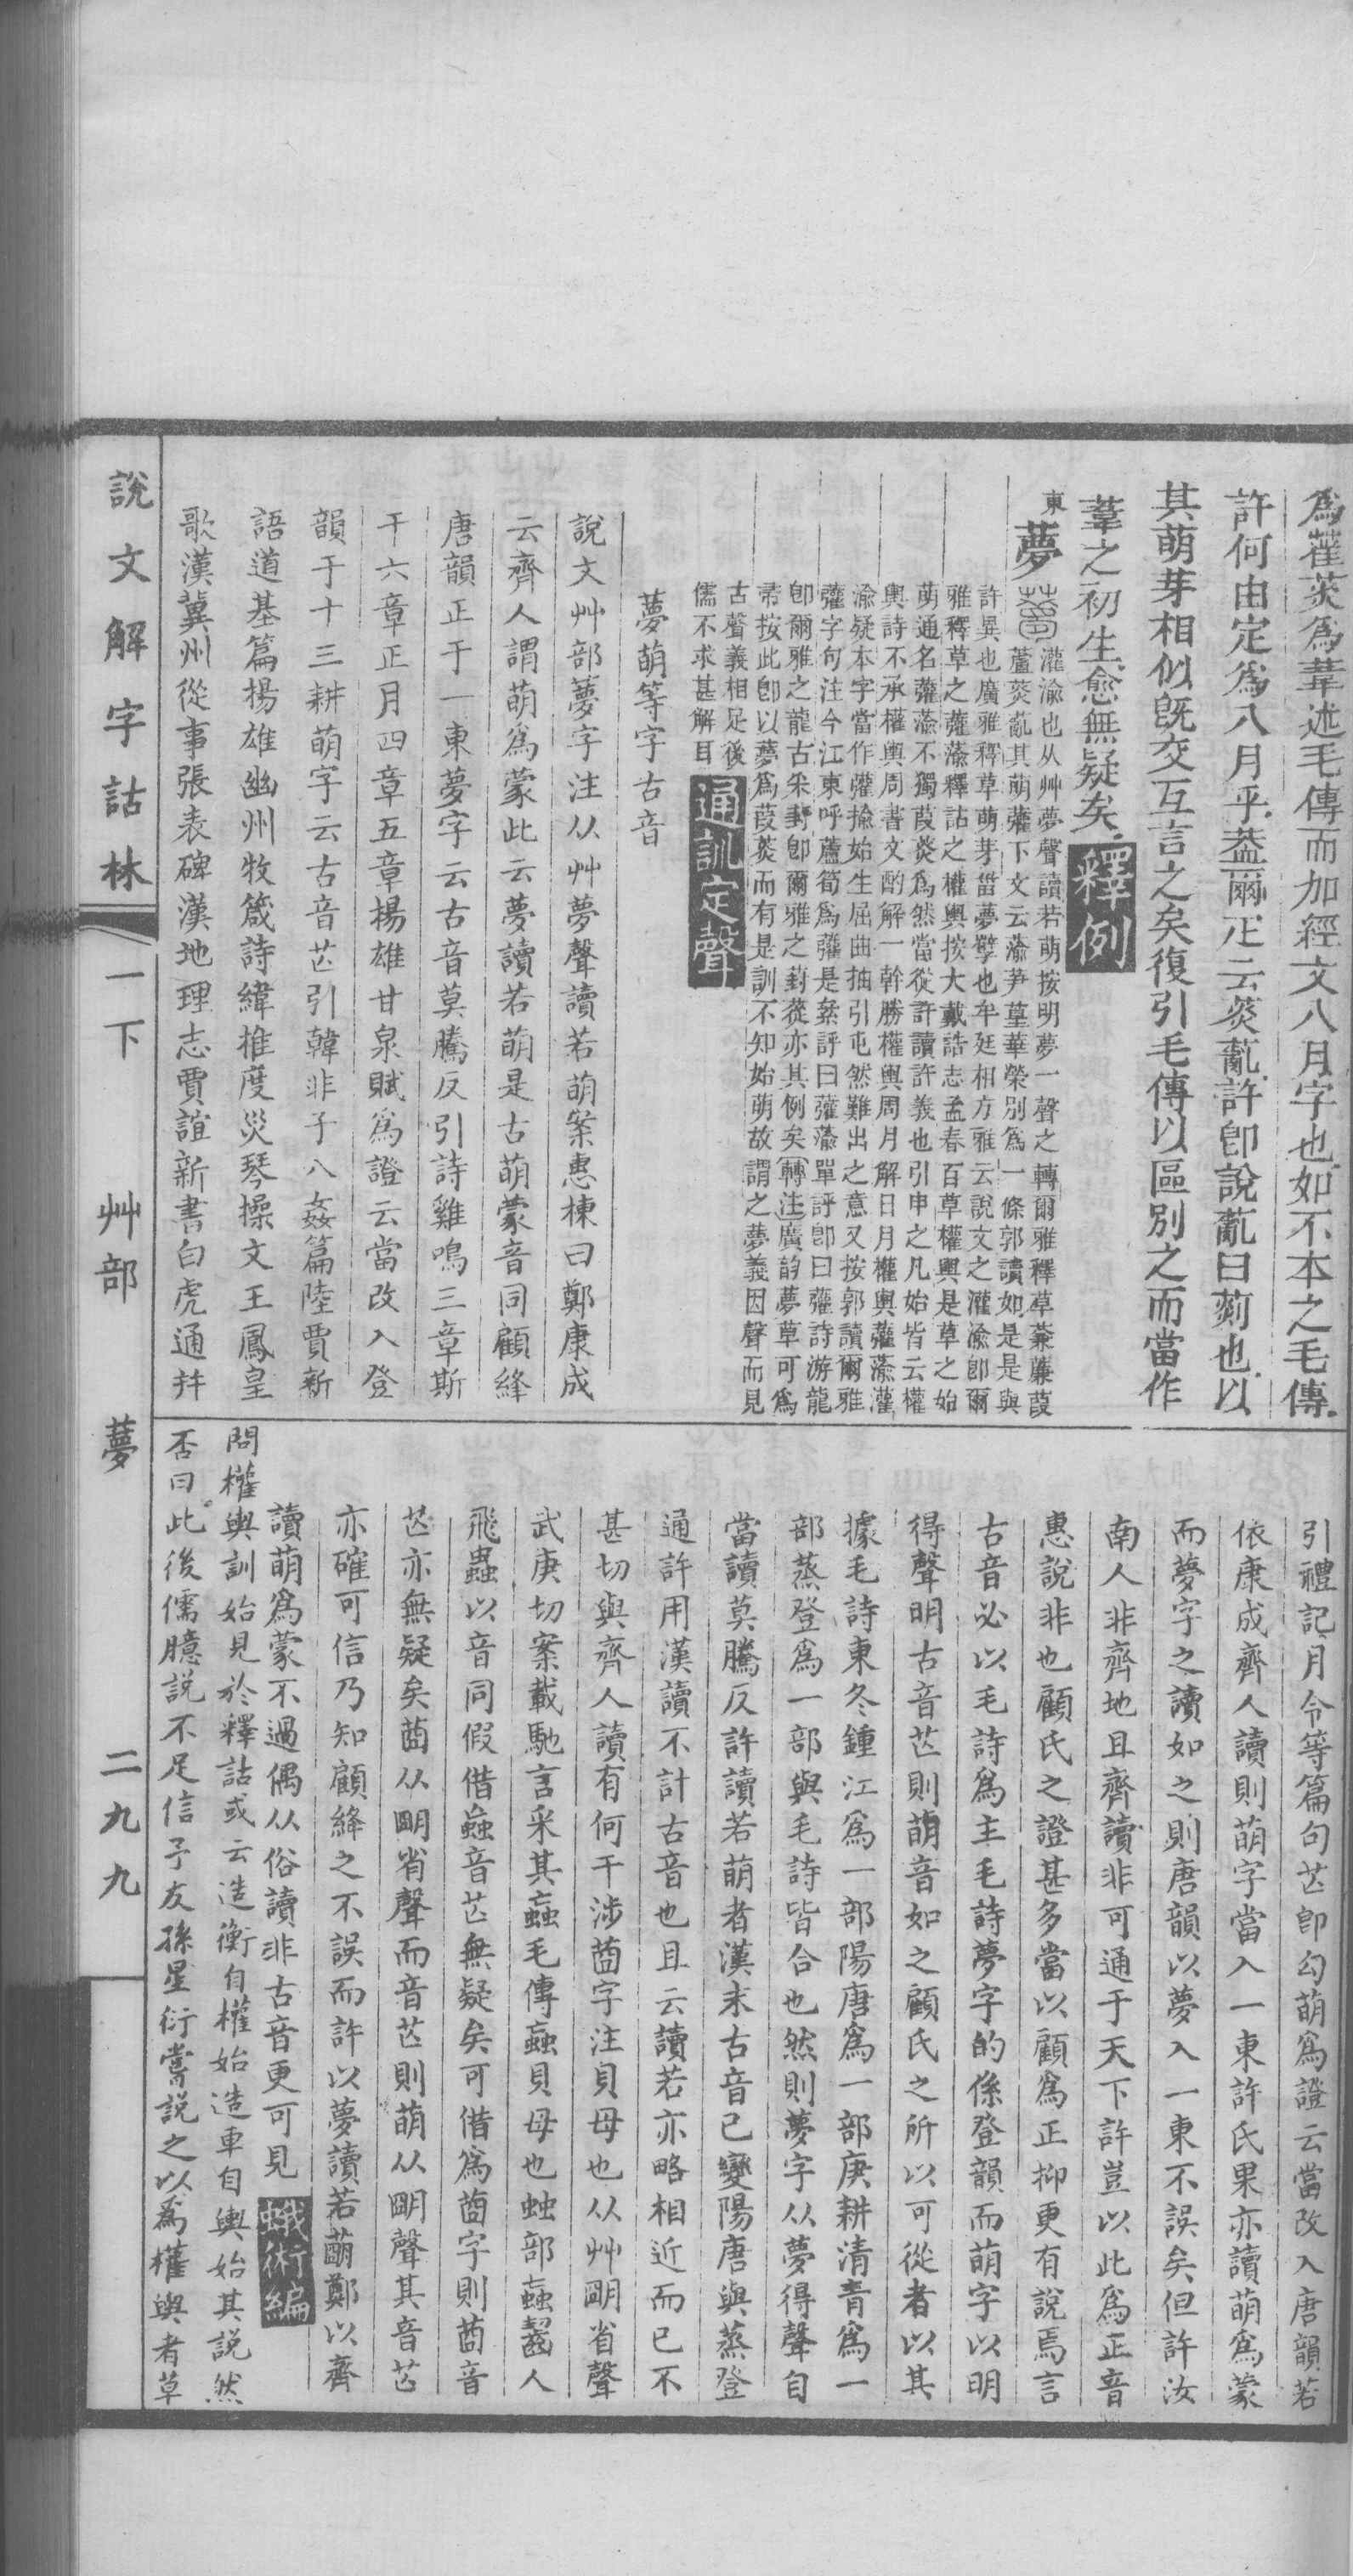 爲萑菼爲葦述毛傳而加經文八月字也如不本之毛傳
許何由定爲八月乎葢爾疋云菼薍許卽說薍曰薍也以
其萌芽相似旣交互言之矣復引毛傳以區別之而當作
葦之初生愈無疑矣釋例
東
夢
灌渝也从艸夢聲讀若萌按明夢一聲之轉爾雅釋草蒹薕葭
蘆菼薍其萌虇下文云蕍芛葟華榮別爲一條郭讀如是是與
許異也廣雅釋草萌芽甾夢孼也牟廷相方雅云說文之灌渝卽爾
雅釋草之虇蕍釋詁之權輿按大戴誥志孟春百草權輿是草之始
萌通名虇蕍不獨葭菼爲然當從許讀許義也引申之凡始皆云權
輿詩不承權輿周書文酌解一幹勝權輿周月解日月權輿虇蕍灌
渝疑本字當作虇揄始生屈曲抽引屯然難出之意又按郭讀爾雅
虇字句注今江東呼蘆筍爲虇是絫評曰虇蕍單評卽曰虇詩游龍
卽爾雅之龍古釆葑卽爾雅之葑蓯亦其例矣轉注廣韵夢草可爲
帚按此卽以夢爲葭菼而有是訓不知始萌故謂之夢義因聲而見
古聲義相足後
儒不求甚解耳
通訓定聲
夢萌等字古音
說文艸部夢字注从艸夢聲讀若萌案惠棟曰鄭康成
云齊人謂萌爲蒙此云夢讀若萌是古萌蒙音同顧絳
唐韻正于一東夢字云古音莫騰反引詩雞鳴三章斯
干六章正月四章五章楊雄甘泉賦爲證云當改入登
韻于十三耕萌字云古音芒引韓非子八姦篇陸賈新
語道基篇揚雄幽州牧箴詩緯推度災琴操文王鳳皇
歌漢冀州從事張表碑漢地理志賈誼新書白虎通并
引禮記月令等篇句芒卽勾萌爲證云當改入唐韻若
依康成齊人讀則萌字當入一東許氏果亦讀萌爲蒙
而夢字之讀如之則唐韻以夢入一東不誤矣但許汝
南人非齊地且齊讀非可通于天下許豈以此爲正音
惠說非也顧氏之證甚多當以顧爲正抑更有說焉言
古音必以毛詩爲主毛詩夢字的係登韻而萌字以明
得聲明古音芒則萌音如之顧氏之所以可從者以其
據毛詩東冬鍾江爲一部陽唐爲一部庚耕清青爲一
部蒸登爲一部與毛詩皆合也然則夢字从夢得聲自
當讀莫騰反許讀若萌者漢末古音已變陽唐與蒸登
通許用漢讀不計古音也且云讀若亦略相近而已不
甚切與齊人讀有何干涉莔字注貝母也从艸朙省聲
武庚切案載馳言采其蝱毛傳蝱貝母也䖵部蝱齧人
飛蟲以音同假借蝱音芒無疑矣可借爲莔字則莔音
芒亦無疑矣莔从朙省聲而音芒則萌从朙聲其音芒
亦確可信乃知顧絳之不誤而許以夢讀若萌鄭以齊
讀萌爲蒙不過偶从俗讀非古音更可見蛾術編
問權輿訓始見於釋詁或云造衡自權始造車自輿始其説然
否曰此後儒臆説不足信予友孫星衍嘗説之以爲權輿者草
說文解字詁林
一下
艸部
夢
二九九